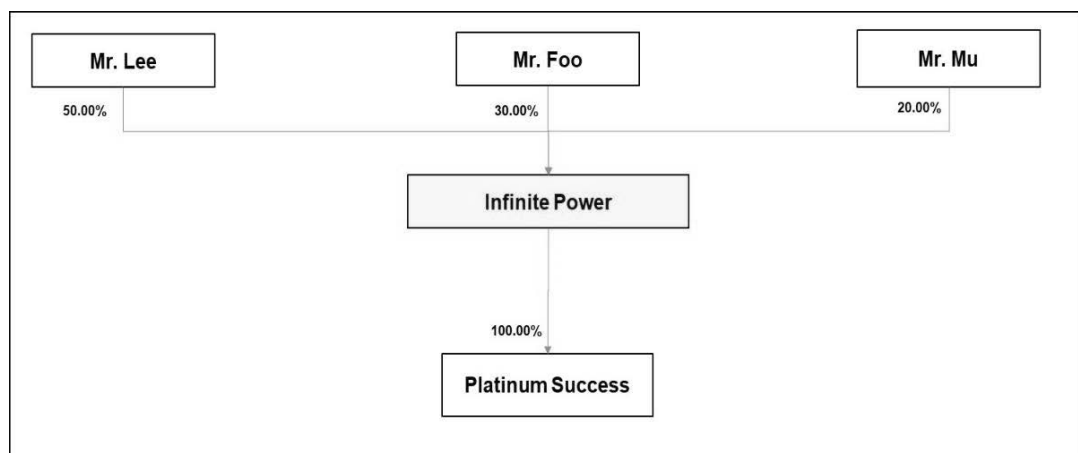 Mr. Lee
Mr. Foo
Mr. Mu
50.00%
30.00%
20.00%
Infinite Power
100.00%
Platinum Success